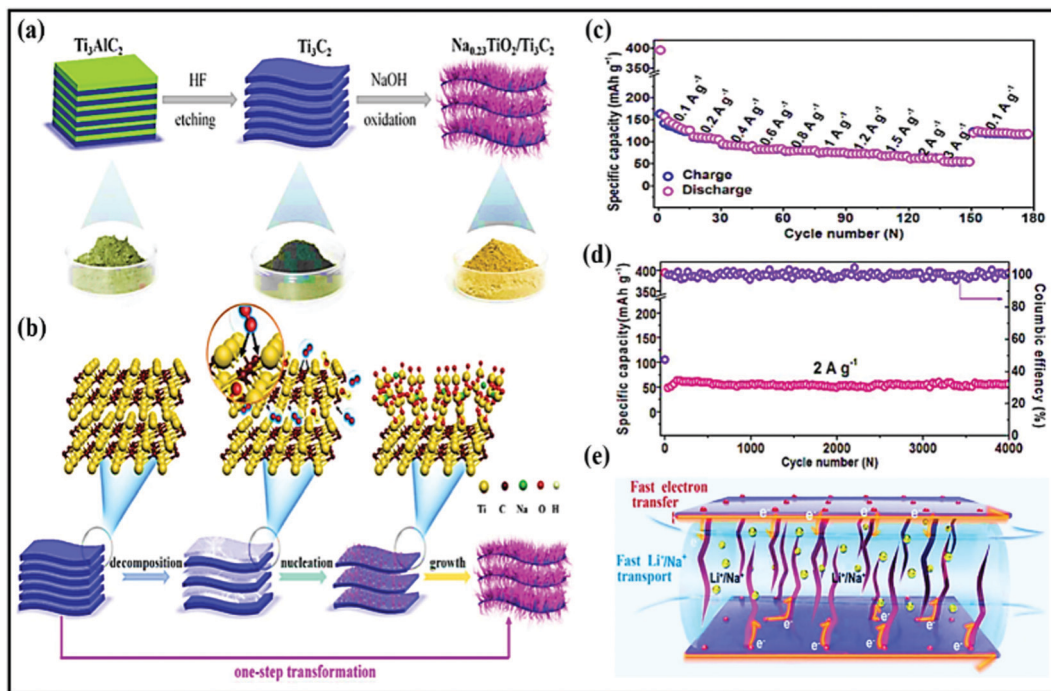 (a)
Ti₃AlC₂
HF
etching
Ti₃C₂
NaOH
oxidation
Na₀.₂₃TiO₂/Ti₃C₂
(b)
Ti C Na O H
decomposition
nucleation
growth
one-step transformation
(c)
Specific capacity (mAh g⁻¹)
400
350
200
150
100
50
0
0.1 A g⁻¹
0.2 A g⁻¹
0.4 A g⁻¹
0.6 A g⁻¹
0.8 A g⁻¹
1 A g⁻¹
1.2 A g⁻¹
1.5 A g⁻¹
2 A g⁻¹
3 A g⁻¹
0.1 A g⁻¹
Charge
Discharge
0 30 60 90 120 150 180
Cycle number (N)
(d)
Specific capacity(mAh g⁻¹)
400
350
200
150
100
50
0
2 A g⁻¹
100
80
60
40
20
0
Coiumbic effiency
(%)
0 1000 2000 3000 4000
Cycle number (N)
(e)
Fast electron
transfer
Fast Li⁺/Na⁺
transport
e⁻ e⁻ e⁻ e⁻
Li⁺/Na⁺ Li⁺/Na⁺
e⁻ e⁻ e⁻
e⁻ e⁻ e⁻ e⁻